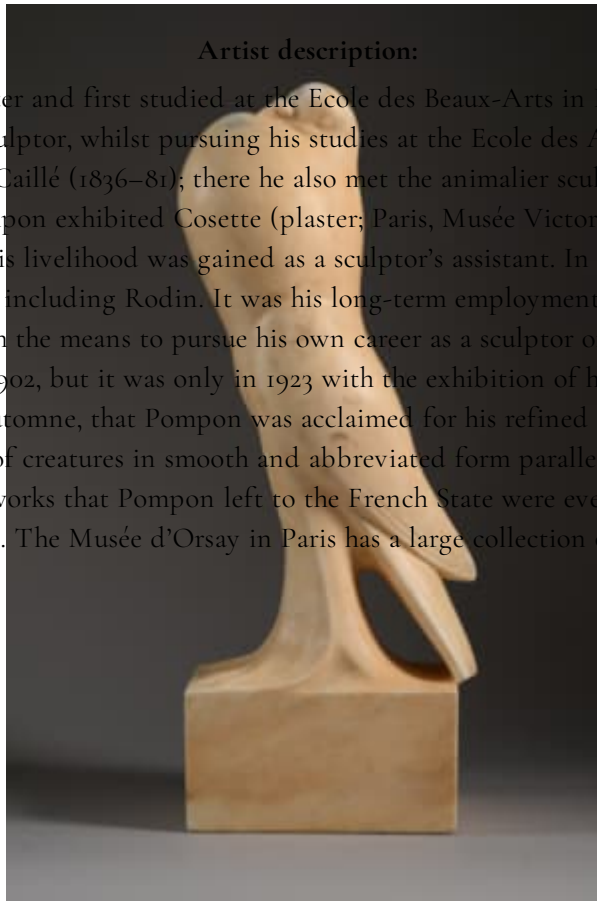 Artist description:
er and first studied at the Ecole des Beaux-Arts in
ulptor, whilst pursuing his studies at the Ecole des A
Caillé (1836–81); there he also met the animalier scul
pon exhibited Cosette (plaster; Paris, Musée Victor
is livelihood was gained as a sculptor’s assistant. In
including Rodin. It was his long-term employment
n the means to pursue his own career as a sculptor o
902, but it was only in 1923 with the exhibition of h
utomne, that Pompon was acclaimed for his refined
of creatures in smooth and abbreviated form paralle
works that Pompon left to the French State were eve
. The Musée d’Orsay in Paris has a large collection